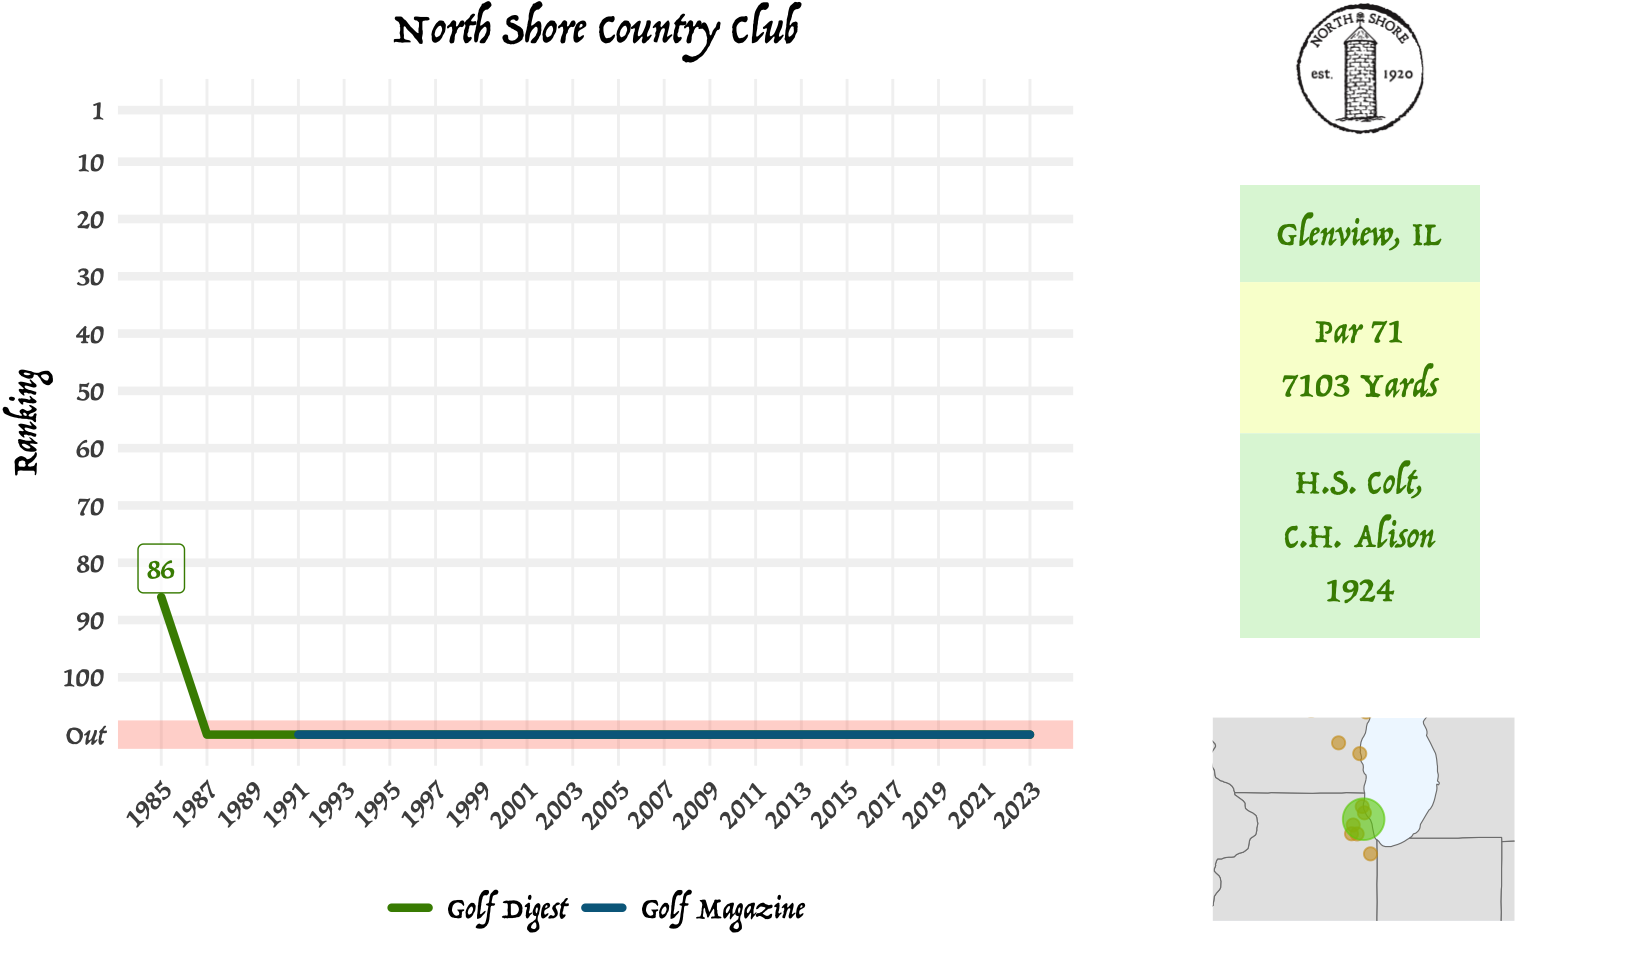 North Shore Country Club
Ranking
1
10
20
30
40
50
60
70
80
90
100
Out
86
1985 1987 1989 1991 1993 1995 1997 1999 2001 2003 2005 2007 2009 2011 2013 2015 2017 2019 2021 2023
Golf Digest Golf Magazine
NORTH SHORE
est. 1920
Glenview, IL
Par 71
7103 Yards
H.S. Colt,
C.H. Alison
1924